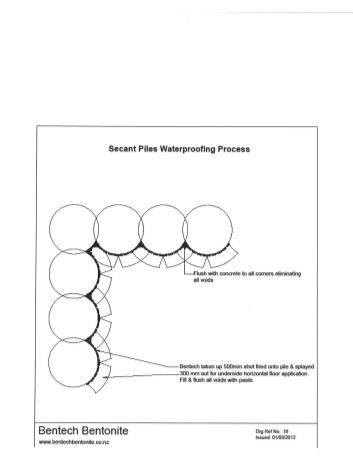 Secant Piles Waterproofing Process
Flush with concrete to all corners eliminating
all voids
Bentech taken up 500mm shot fired onto pile & splayed
300 mm out for underside horizontal floor application.
Fill & flush all voids with paste.
Bentech Bentonite
www.bentechbentonite.co.nz
Drg Ref No. 19
Issued: 01/03/2012